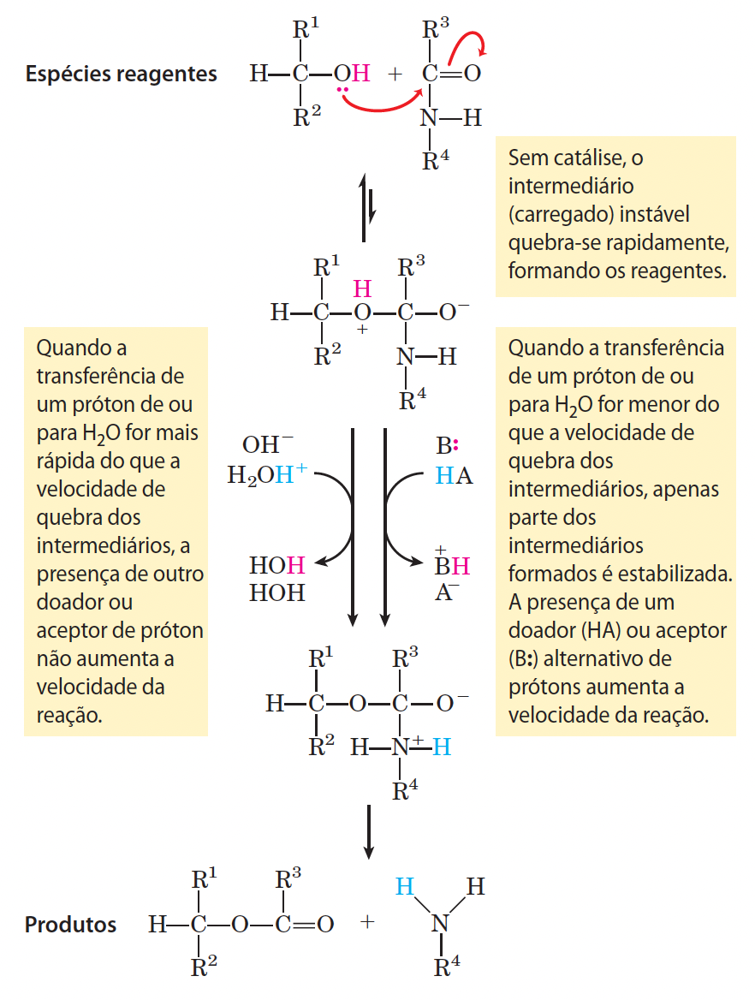 R¹ R³
Espécies reagentes H—C—OH + C=O
R² N—H
R⁴
Sem catálise, o
intermediário
(carregado) instável
quebra-se rapidamente,
formando os reagentes.
R¹ R³
H
H—C—O—C—O⁻
+
R² N—H
R⁴
Quando a
transferência de
um próton de ou
para H₂O for mais
rápida do que a
velocidade de
quebra dos
intermediários, a
presença de outro
doador ou
aceptor de próton
não aumenta a
velocidade da
reação.
OH⁻
H₂OH⁺
HOH
HOH
B:
HA
+
BH
A⁻
Quando a transferência
de um próton de ou
para H₂O for menor do
que a velocidade de
quebra dos
intermediários, apenas
parte dos
intermediários
formados é estabilizada.
A presença de um
doador (HA) ou aceptor
(B:) alternativo de
prótons aumenta a
velocidade da reação.
R¹ R³
H—C—O—C—O⁻
R² H—N⁺—H
R⁴
R¹ R³ H H
Produtos H—C—O—C=O + N
R² R⁴